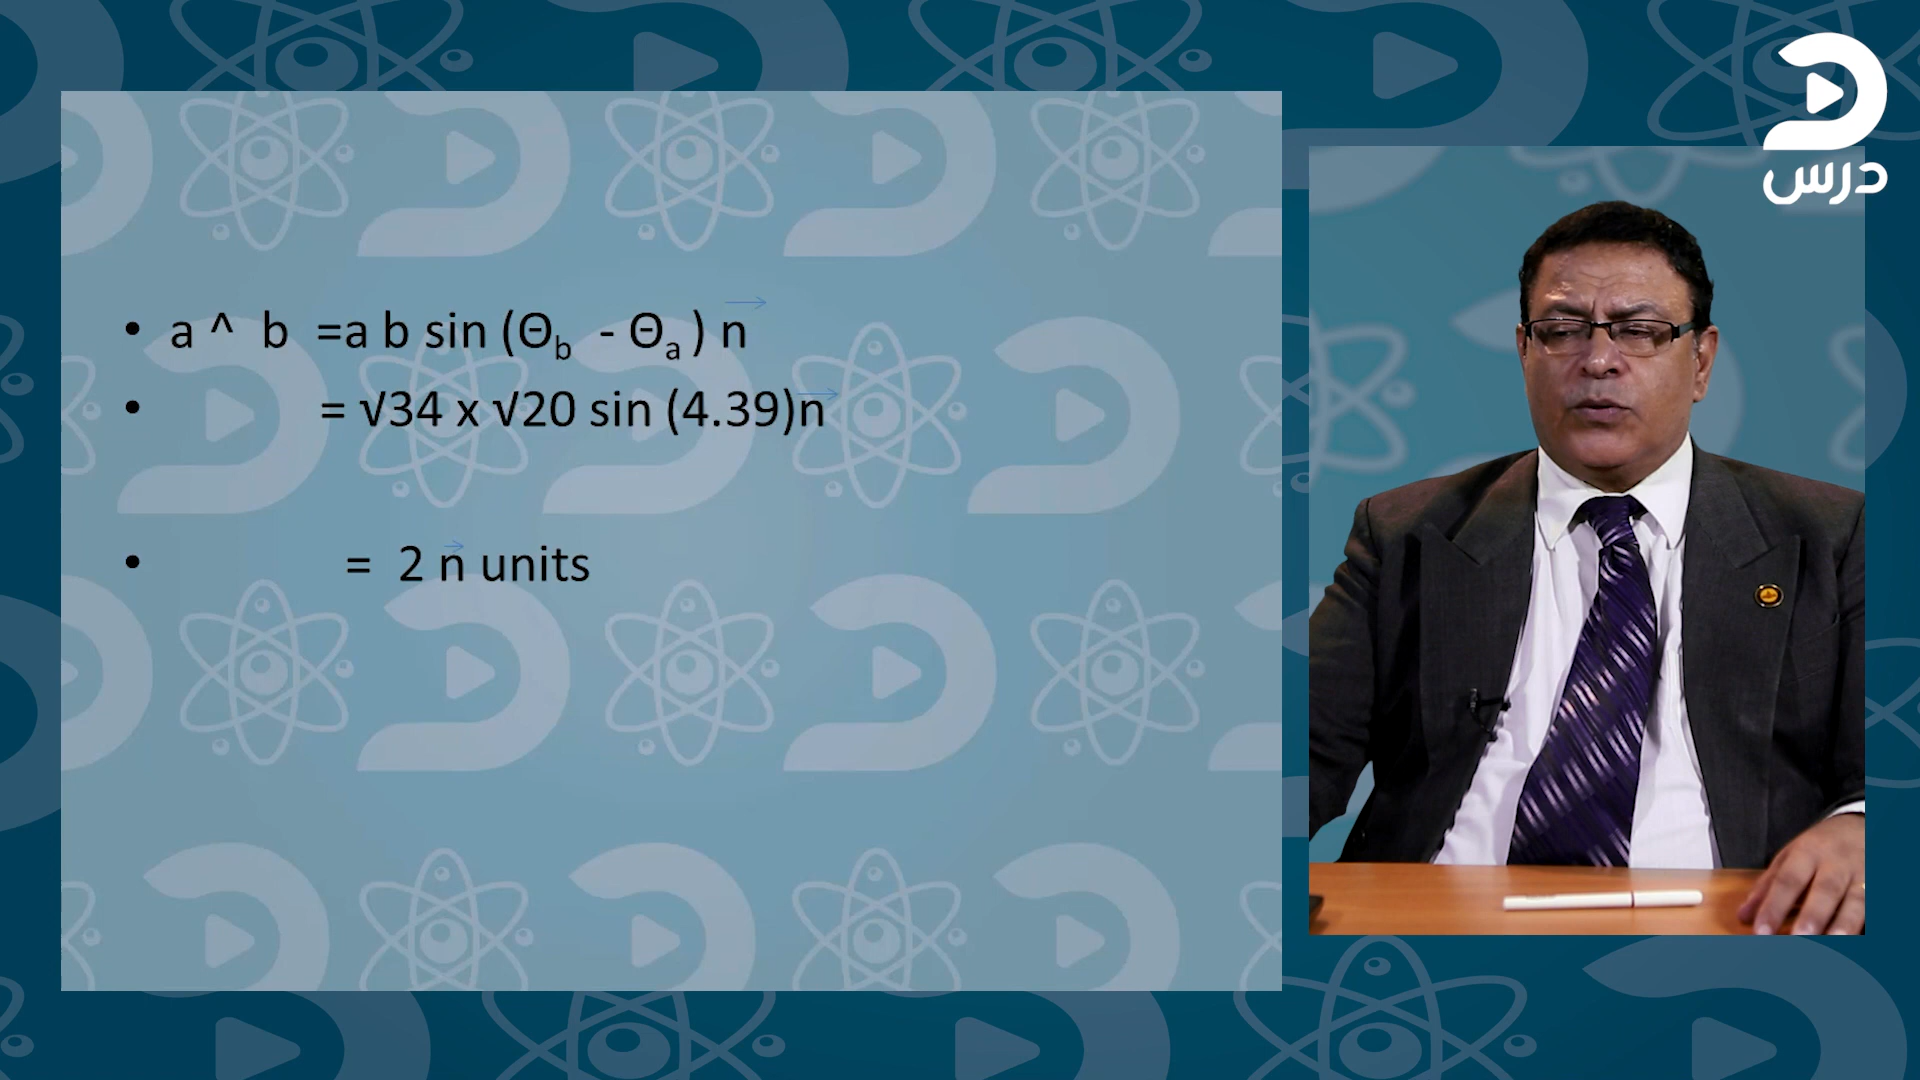 درس
• a ^ b =a b sin (Θb - Θa ) n
• = √34 x √20 sin (4.39)n
• = 2 n units